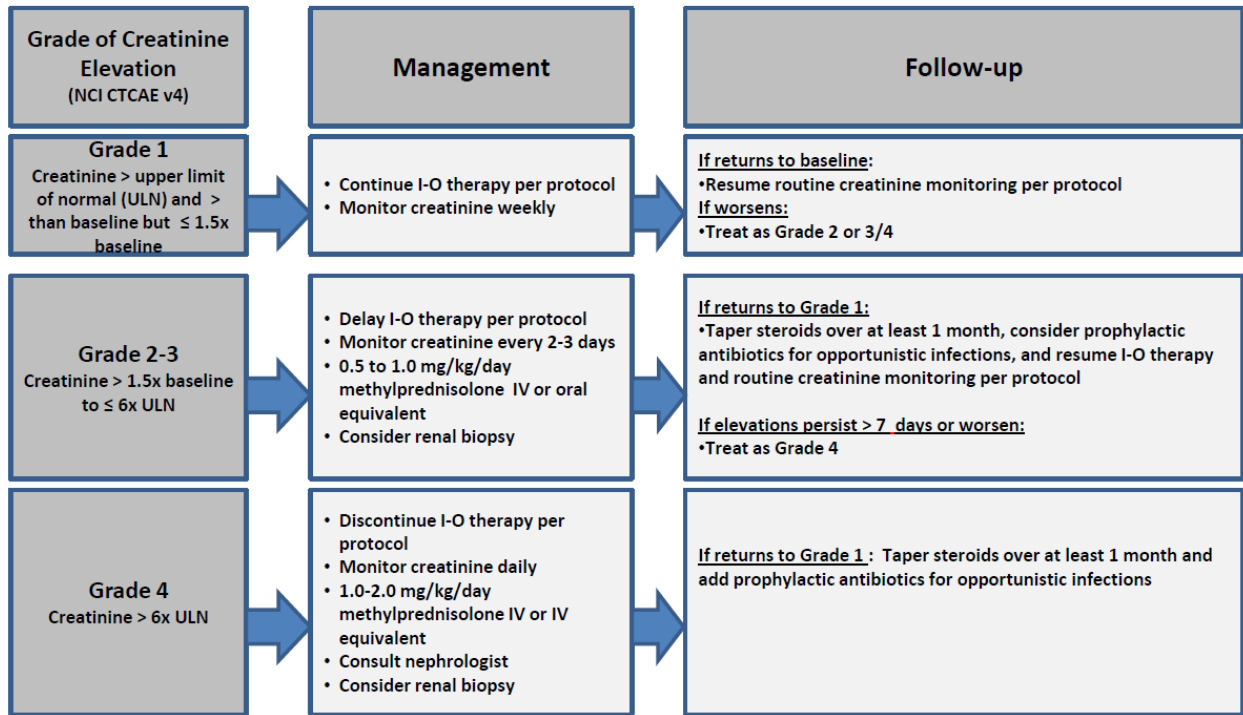 Grade of Creatinine
Elevation
(NCI CTCAE v4)
Management
Follow-up
Grade 1
Creatinine > upper limit
of normal (ULN) and >
than baseline but ≤ 1.5x
baseline
• Continue I-O therapy per protocol
• Monitor creatinine weekly
If returns to baseline:
•Resume routine creatinine monitoring per protocol
If worsens:
•Treat as Grade 2 or 3/4
Grade 2-3
Creatinine > 1.5x baseline
to ≤ 6x ULN
• Delay I-O therapy per protocol
• Monitor creatinine every 2-3 days
• 0.5 to 1.0 mg/kg/day
methylprednisolone IV or oral
equivalent
• Consider renal biopsy
If returns to Grade 1:
•Taper steroids over at least 1 month, consider prophylactic
antibiotics for opportunistic infections, and resume I-O therapy
and routine creatinine monitoring per protocol
If elevations persist > 7 days or worsen:
•Treat as Grade 4
Grade 4
Creatinine > 6x ULN
• Discontinue I-O therapy per
protocol
• Monitor creatinine daily
• 1.0-2.0 mg/kg/day
methylprednisolone IV or IV
equivalent
• Consult nephrologist
• Consider renal biopsy
If returns to Grade 1 : Taper steroids over at least 1 month and
add prophylactic antibiotics for opportunistic infections